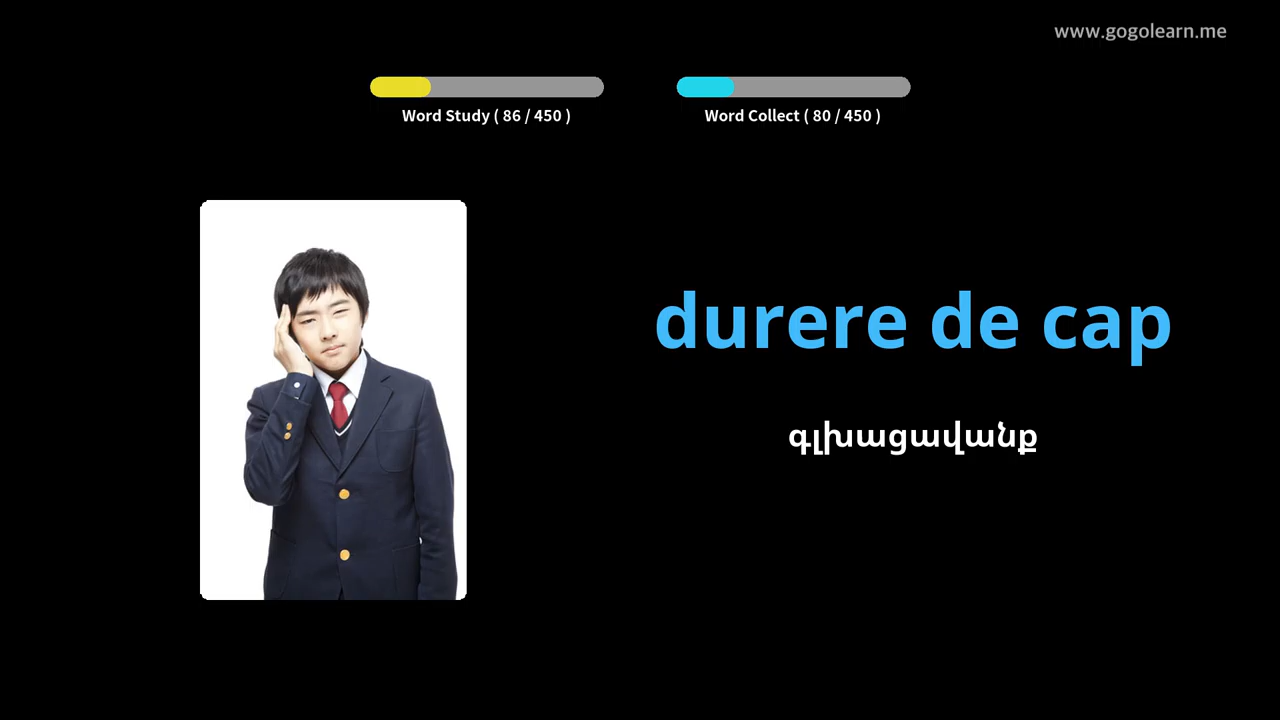 www.gogolearn.me
Word Study ( 86 / 450 )
Word Collect ( 80 / 450 )
durere de cap
գլխացավանք